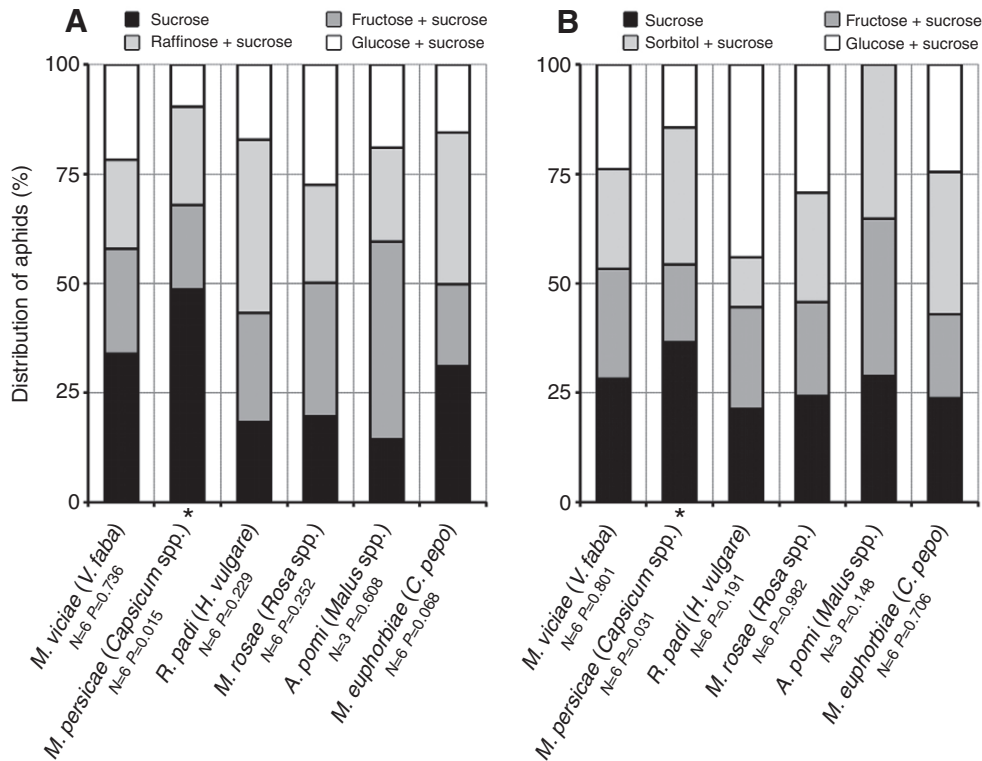 A
Sucrose
Fructose + sucrose
Raffinose + sucrose
Glucose + sucrose
Distribution of aphids (%)
100
75
50
25
0
M. viciae (V. faba)
N=6 P=0.736
M. persicae (Capsicum spp.) *
N=6 P=0.015
R. padi (H. vulgare)
N=6 P=0.229
M. rosae (Rosa spp.)
N=6 P=0.252
A. pomi (Malus spp.)
N=3 P=0.608
M. euphorbiae (C. pepo)
N=6 P=0.068
B
Sucrose
Fructose + sucrose
Sorbitol + sucrose
Glucose + sucrose
100
75
50
25
0
M. viciae (V. faba)
N=6 P=0.801
M. persicae (Capsicum spp.) *
N=6 P=0.031
R. padi (H. vulgare)
N=6 P=0.191
M. rosae (Rosa spp.)
N=6 P=0.982
A. pomi (Malus spp.)
N=3 P=0.148
M. euphorbiae (C. pepo)
N=6 P=0.706